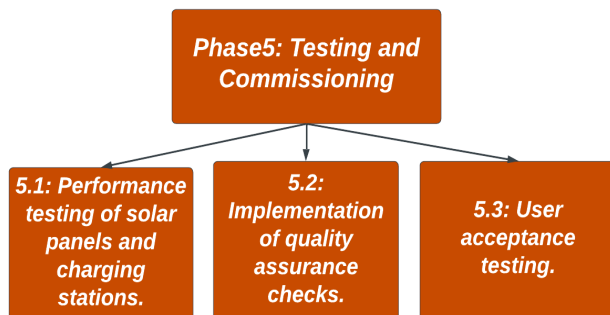 Phase5: Testing and
Commissioning
5.1: Performance
testing of solar
panels and
charging
stations.
5.2:
Implementation
of quality
assurance
checks.
5.3: User
acceptance
testing.